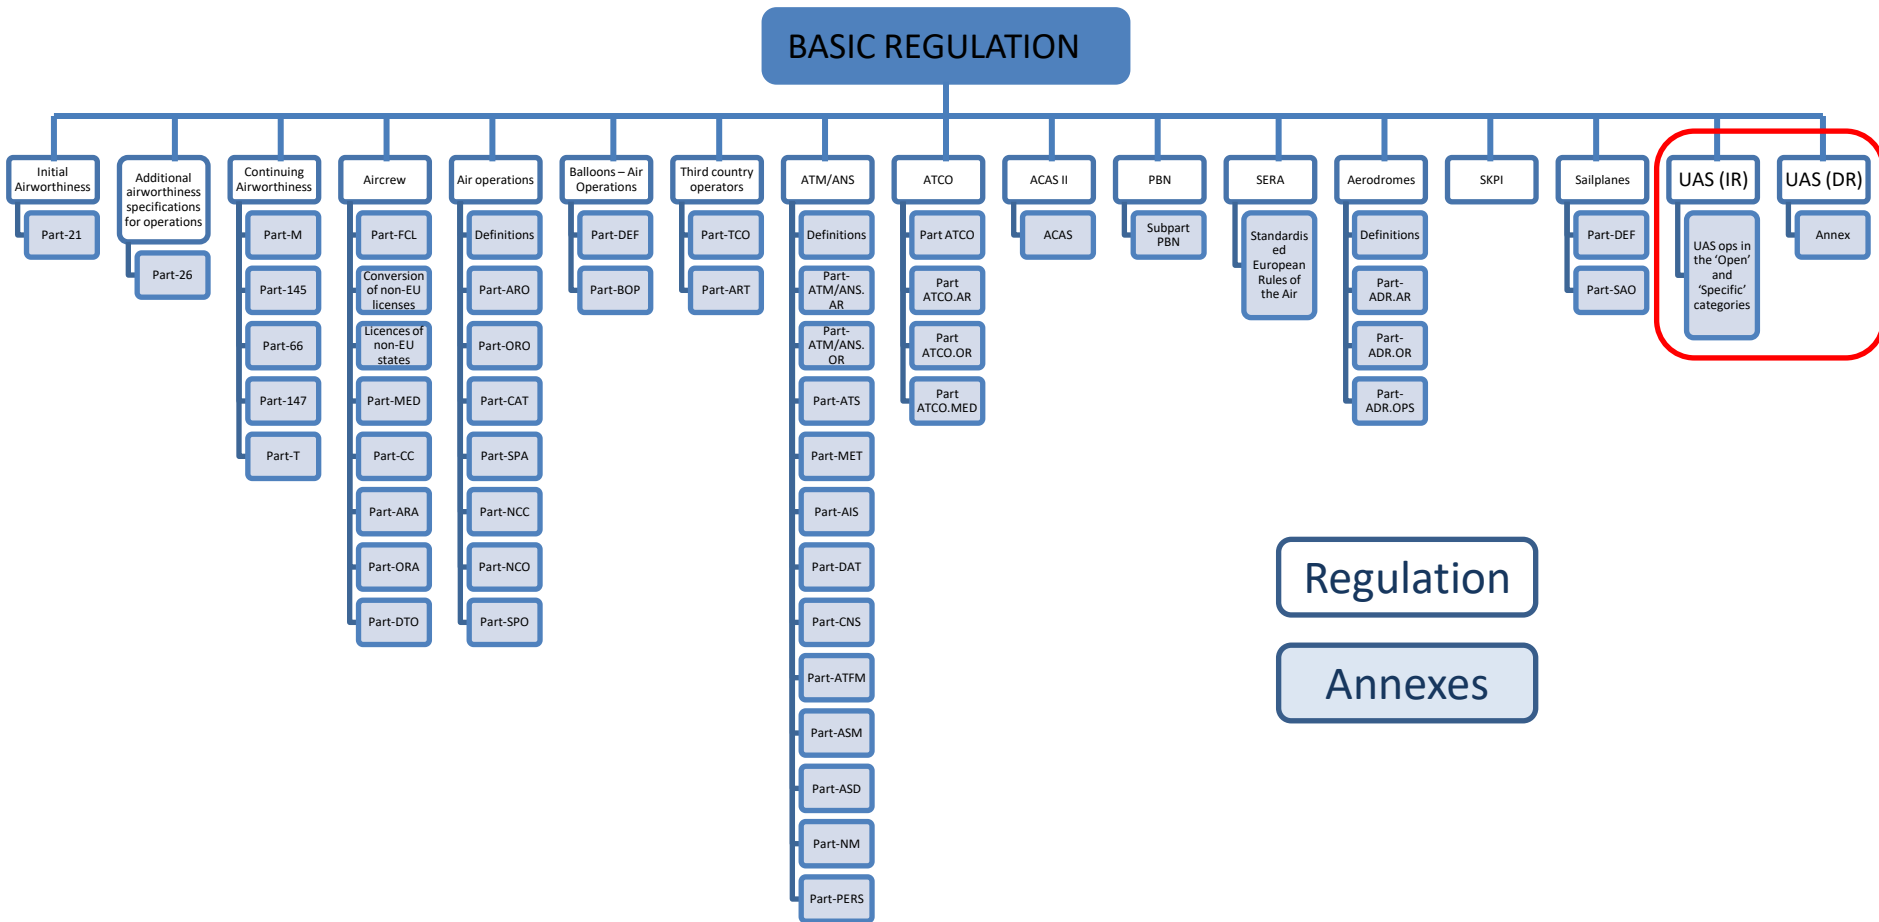 BASIC REGULATION
Initial
Airworthiness
Part-21
Additional
airworthiness
specifications
for operations
Part-26
Continuing
Airworthiness
Part-M
Part-145
Part-66
Part-147
Part-T
Aircrew
Part-FCL
Conversion
of non-EU
licenses
Licences of
non-EU
states
Part-MED
Part-CC
Part-ARA
Part-ORA
Part-DTO
Air operations
Definitions
Part-ARO
Part-ORO
Part-CAT
Part-SPA
Part-NCC
Part-NCO
Part-SPO
Balloons – Air
Operations
Part-DEF
Part-BOP
Third country
operators
Part-TCO
Part-ART
ATM/ANS
Definitions
Part-
ATM/ANS.
AR
Part-
ATM/ANS.
OR
Part-ATS
Part-MET
Part-AIS
Part-DAT
Part-CNS
Part-ATFM
Part-ASM
Part-ASD
Part-NM
Part-PERS
ATCO
Part ATCO
Part
ATCO.AR
Part
ATCO.OR
Part
ATCO.MED
ACAS II
ACAS
PBN
Subpart
PBN
SERA
Standardis
ed
European
Rules of
the Air
Aerodromes
Definitions
Part-
ADR.AR
Part-
ADR.OR
Part-
ADR.OPS
SKPI
Sailplanes
Part-DEF
Part-SAO
UAS (IR)
UAS ops in
the ‘Open’
and
‘Specific’
categories
UAS (DR)
Annex
Regulation
Annexes